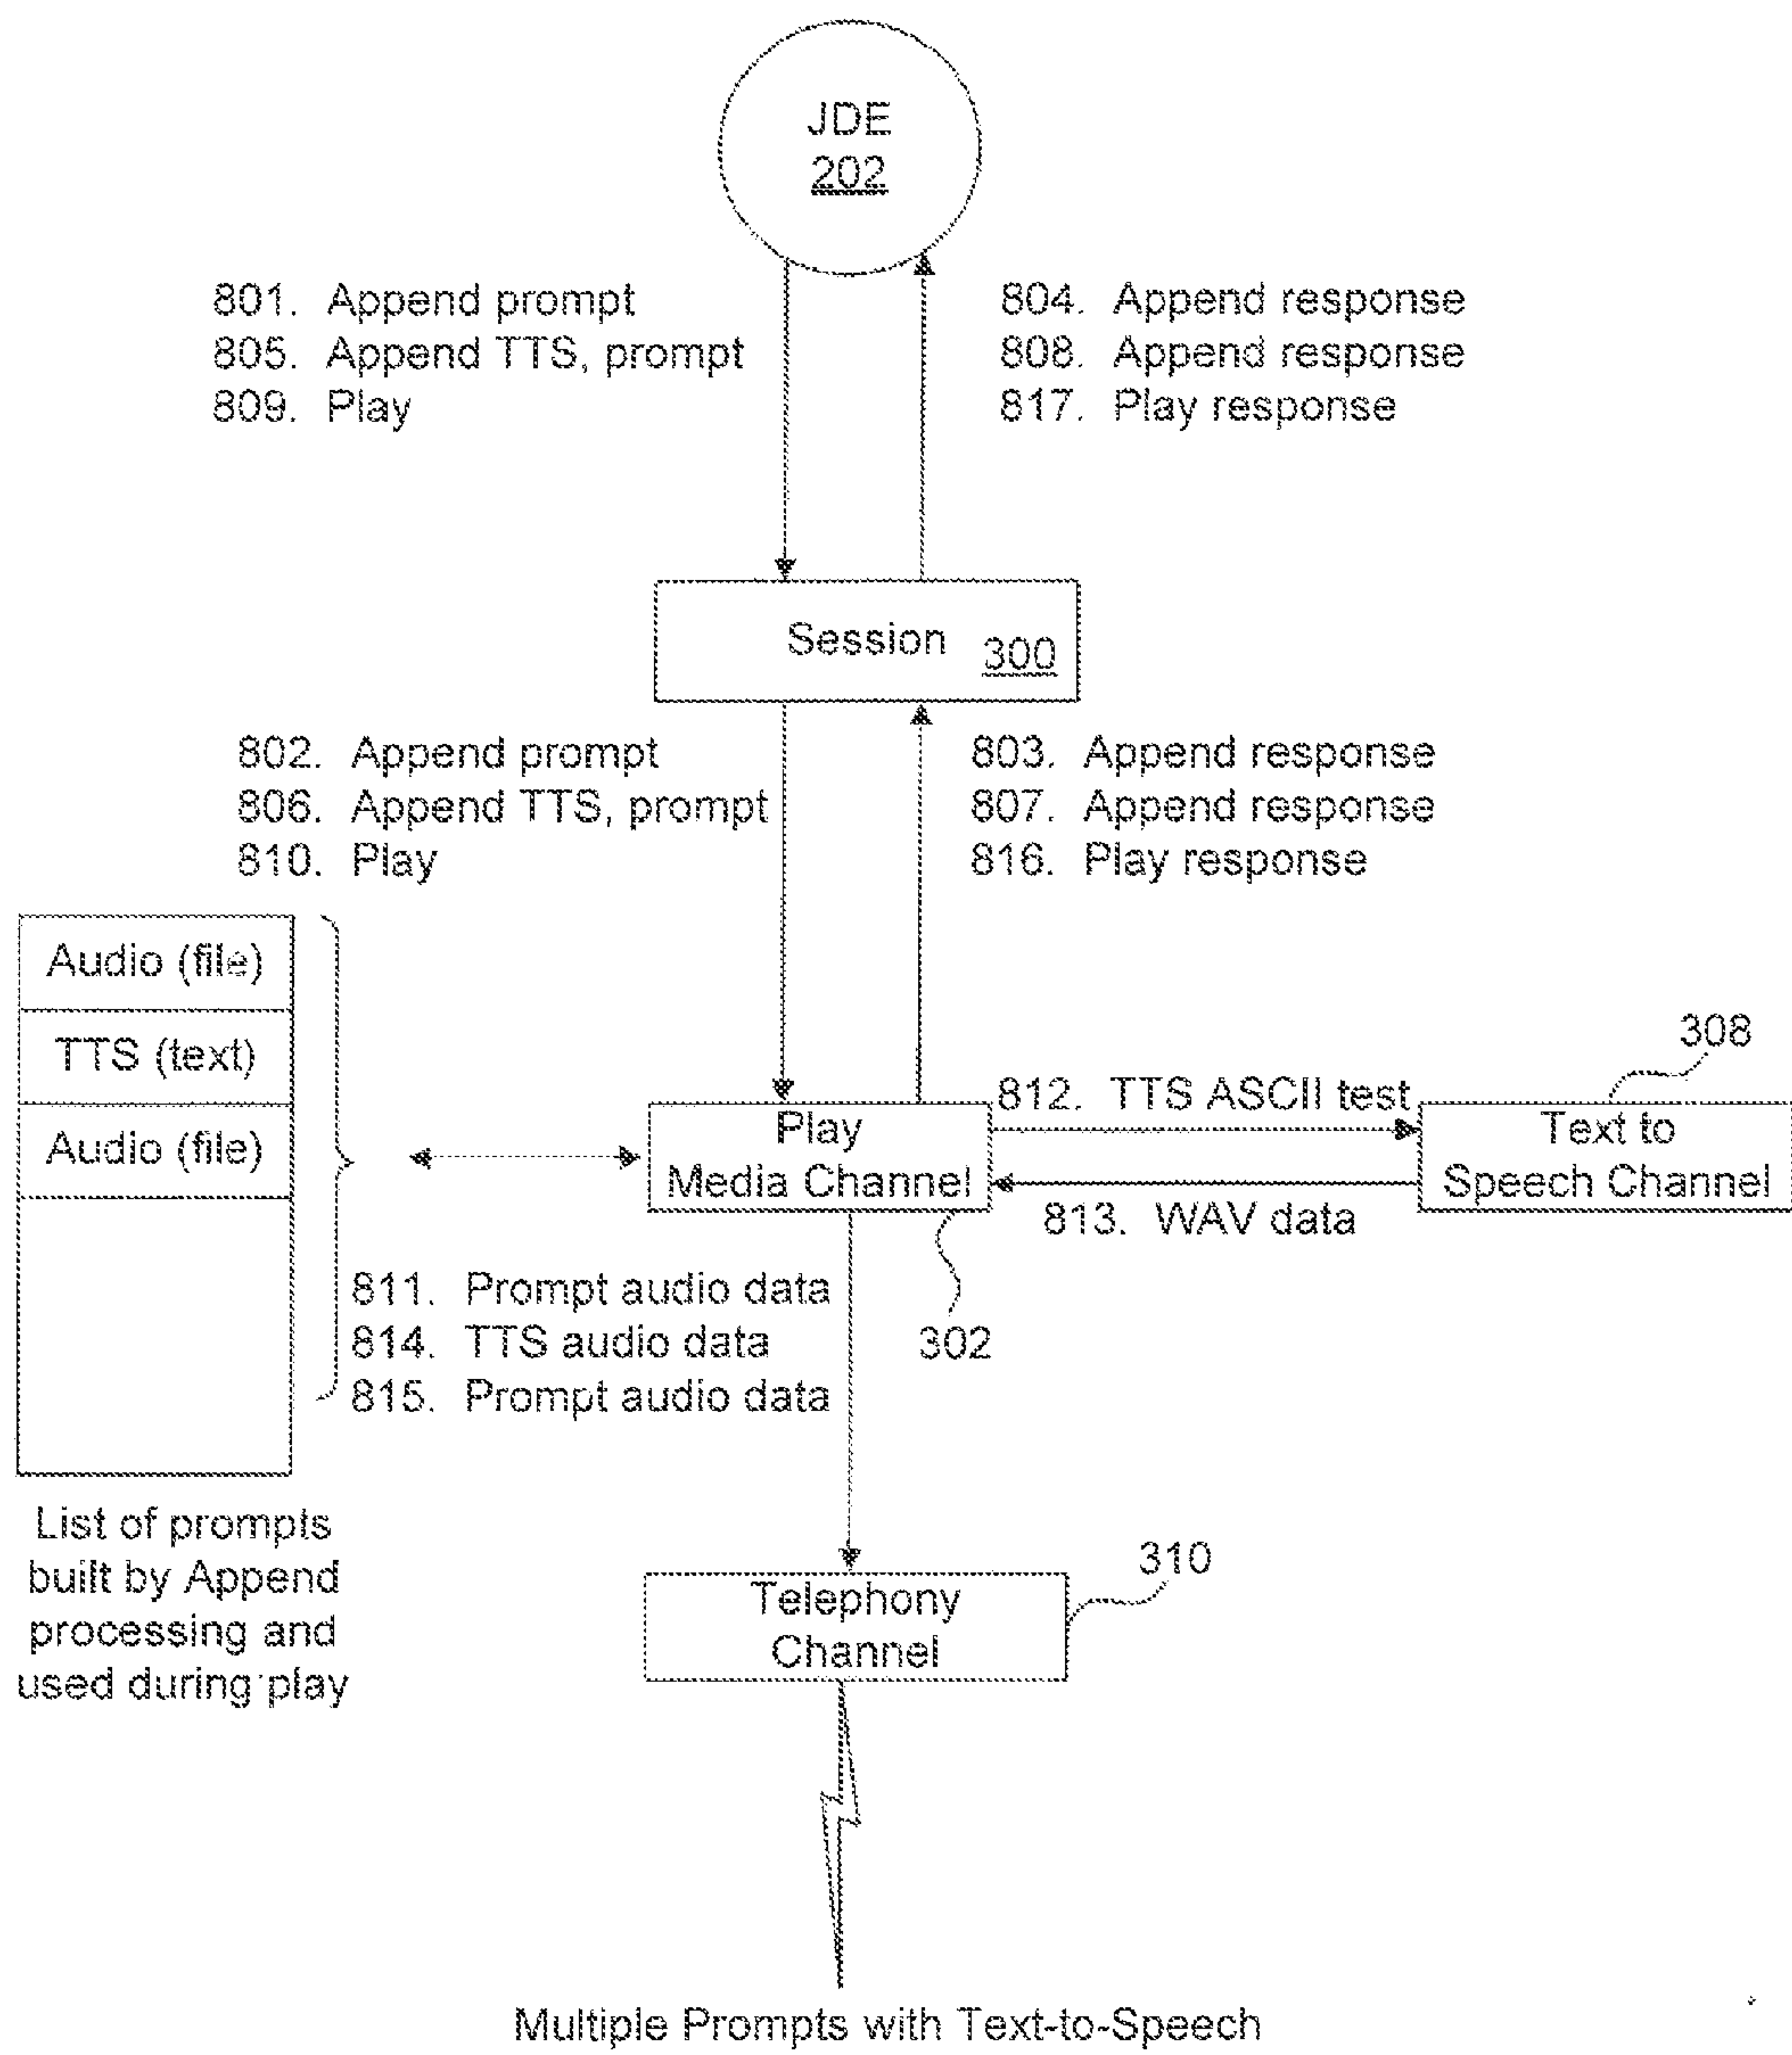 JDE
202
801. Append prompt
805. Append TTS, prompt
809. Play
804. Append response
808. Append response
817. Play response
Session 300
802. Append prompt
806. Append TTS, prompt
810. Play
803. Append response
807. Append response
816. Play response
Audio (file)
TTS (text)
Audio (file)
308
812. TTS ASCII test
Play
Media Channel
Text to
Speech Channel
813. WAV data
811. Prompt audio data
814. TTS audio data
815. Prompt audio data
302
List of prompts
built by Append
processing and
used during play
310
Telephony
Channel
Multiple Prompts with Text-to-Speech